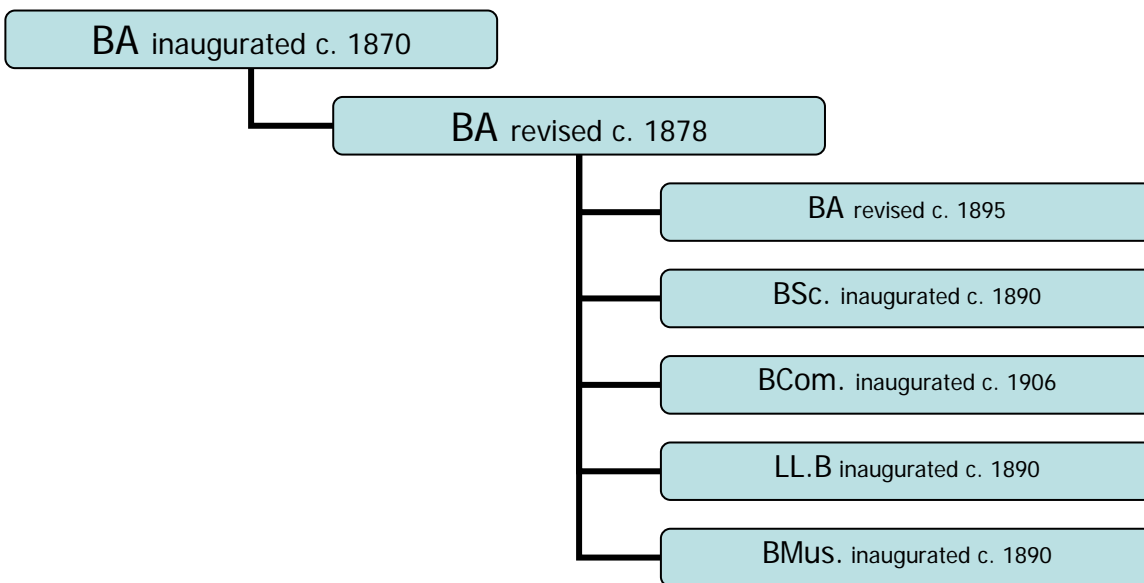 BA inaugurated c. 1870
BA revised c. 1878
BA revised c. 1895
BSc. inaugurated c. 1890
BCom. inaugurated c. 1906
LL.B inaugurated c. 1890
BMus. inaugurated c. 1890